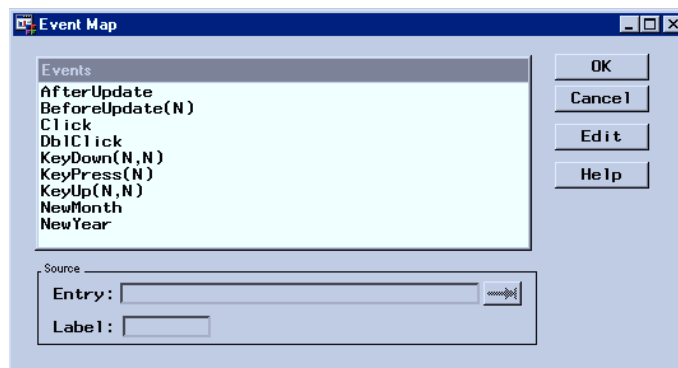 Event Map
Events
AfterUpdate
BeforeUpdate(N)
Click
DblClick
KeyDown(N,N)
KeyPress(N)
KeyUp(N,N)
NewMonth
NewYear
OK
Cancel
Edit
Help
Source
Entry:
Label: